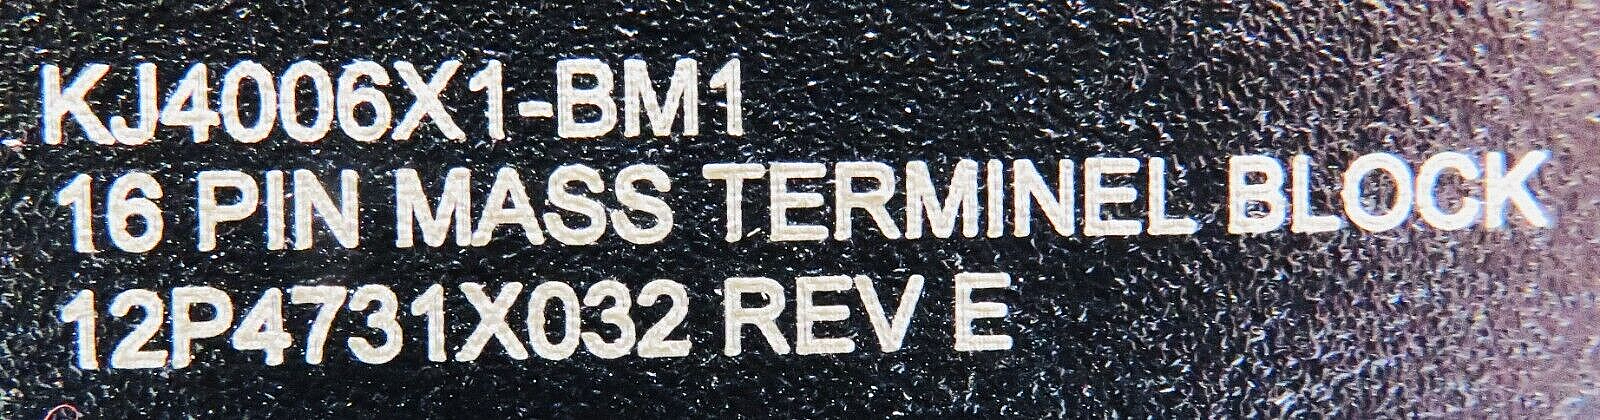 KJ4006X1-BM1
16 PIN MASS TERMINEL BLOCK
12P4731X032 REV E